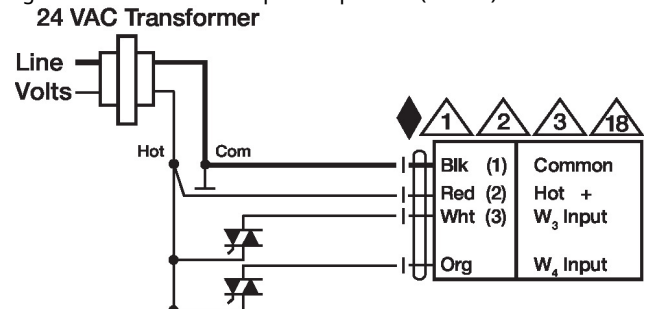 24 VAC Transformer
Line
Volts
Hot
Com
1 2 3 18
Blk (1) Common
Red (2) Hot +
Wht (3) W3 Input
Org W4 Input